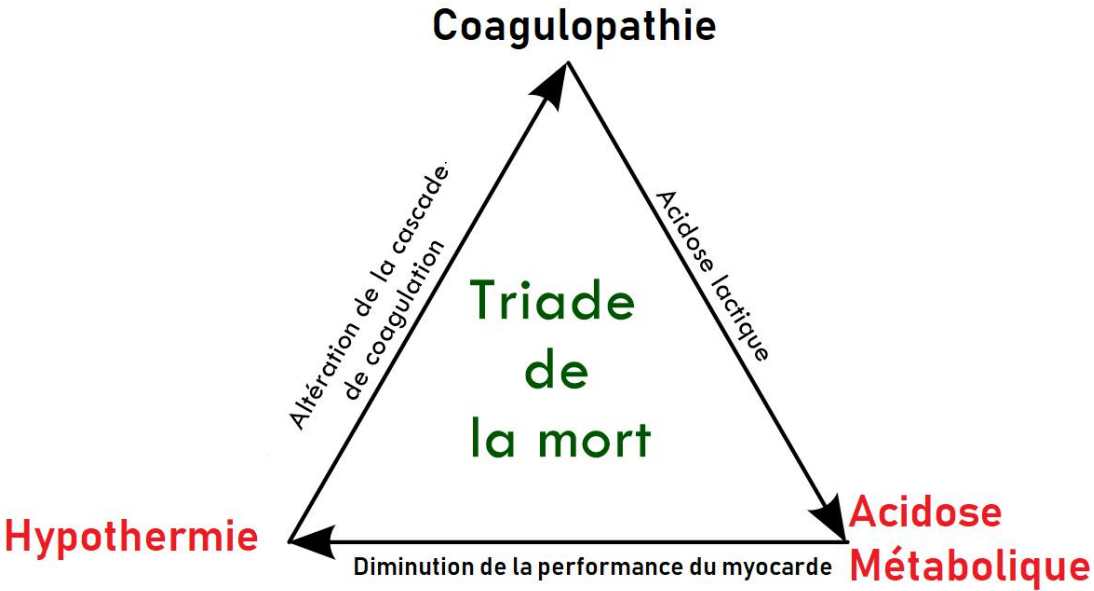 Coagulopathie
Altération de la cascade
de coagulation
Acidose lactique
Triade
de
la mort
Hypothermie
Acidose
Métabolique
Diminution de la performance du myocarde